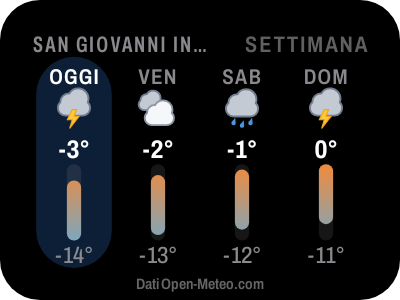 SAN GIOVANNI IN... SETTIMANA
OGGI VEN SAB DOM
-3° -2° -1° 0°
-14° -13° -12° -11°
Dati Open-Meteo.com